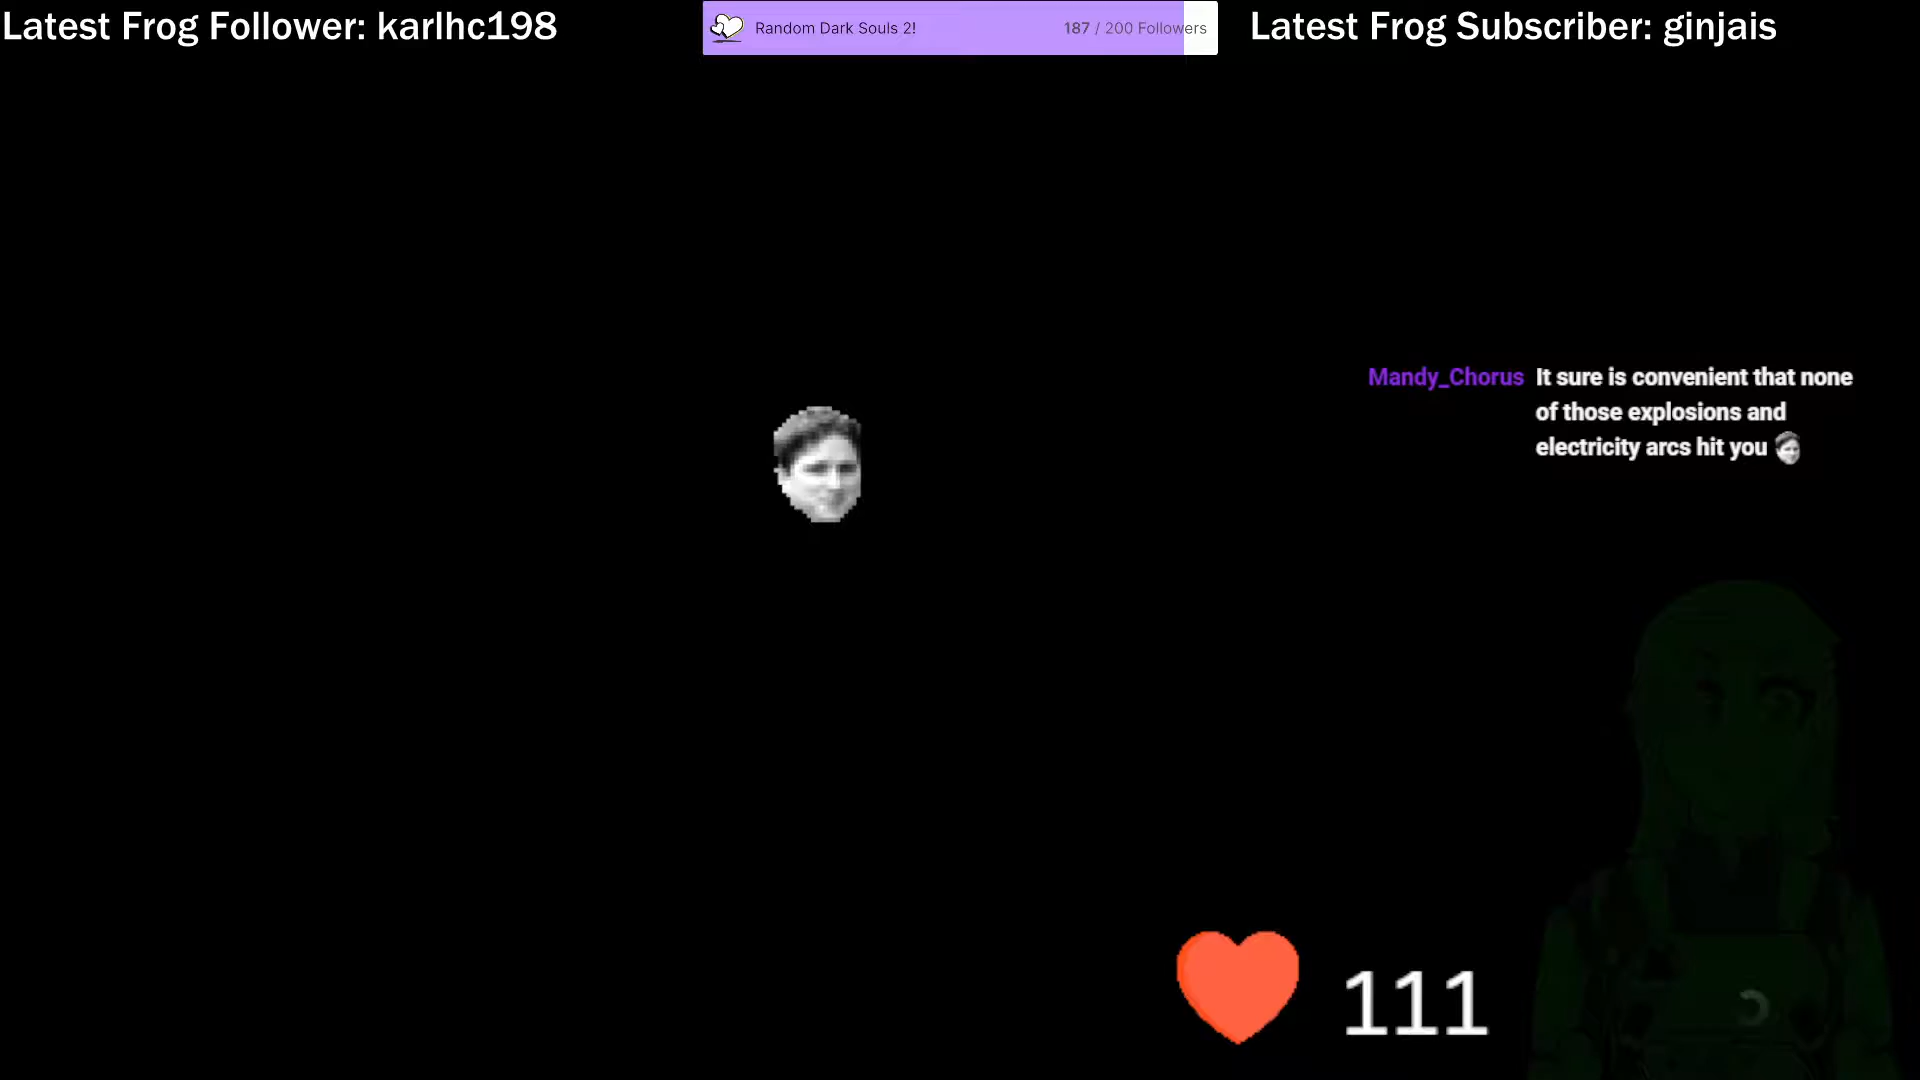 Latest Frog Follower: karlhc198
Random Dark Souls 2!
187 / 200 Followers
Latest Frog Subscriber: ginjais
Mandy_Chorus It sure is convenient that none
of those explosions and
electricity arcs hit you
111